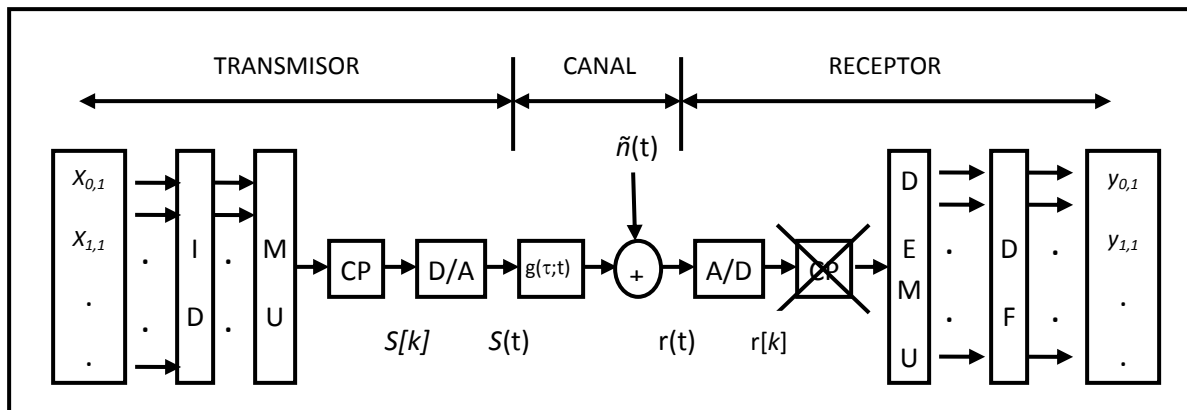 TRANSMISOR CANAL RECEPTOR
ñ(t)
X0,1
X1,1
.
.
I
D
M
U
CP
D/A
g(τ;t)
+
A/D
CP
S[k]
S(t)
r(t)
r[k]
D
E
M
U
D
F
y0,1
y1,1
.
.